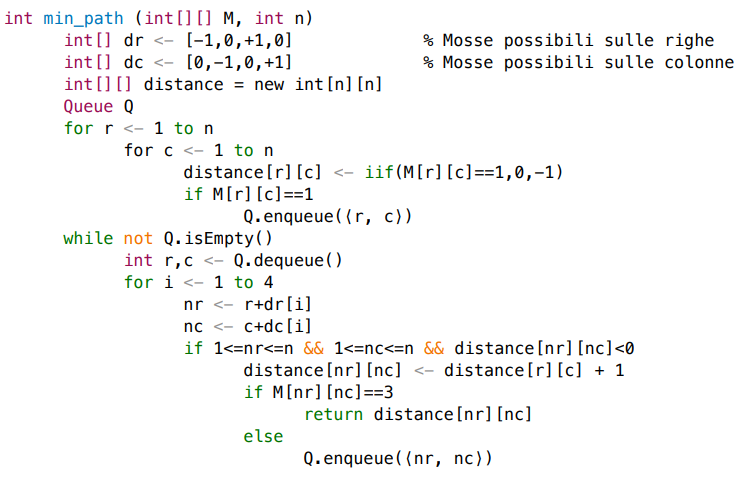 int min_path (int[][] M, int n)
int[] dr <- [-1,0,+1,0] % Mosse possibili sulle righe
int[] dc <- [0,-1,0,+1] % Mosse possibili sulle colonne
int[][] distance = new int[n][n]
Queue Q
for r <- 1 to n
for c <- 1 to n
distance[r][c] <- iif(M[r][c]==1,0,-1)
if M[r][c]==1
Q.enqueue(⟨r, c⟩)
while not Q.isEmpty()
int r,c <- Q.dequeue()
for i <- 1 to 4
nr <- r+dr[i]
nc <- c+dc[i]
if 1<=nr<=n && 1<=nc<=n && distance[nr][nc]<0
distance[nr][nc] <- distance[r][c] + 1
if M[nr][nc]==3
return distance[nr][nc]
else
Q.enqueue(⟨nr, nc⟩)